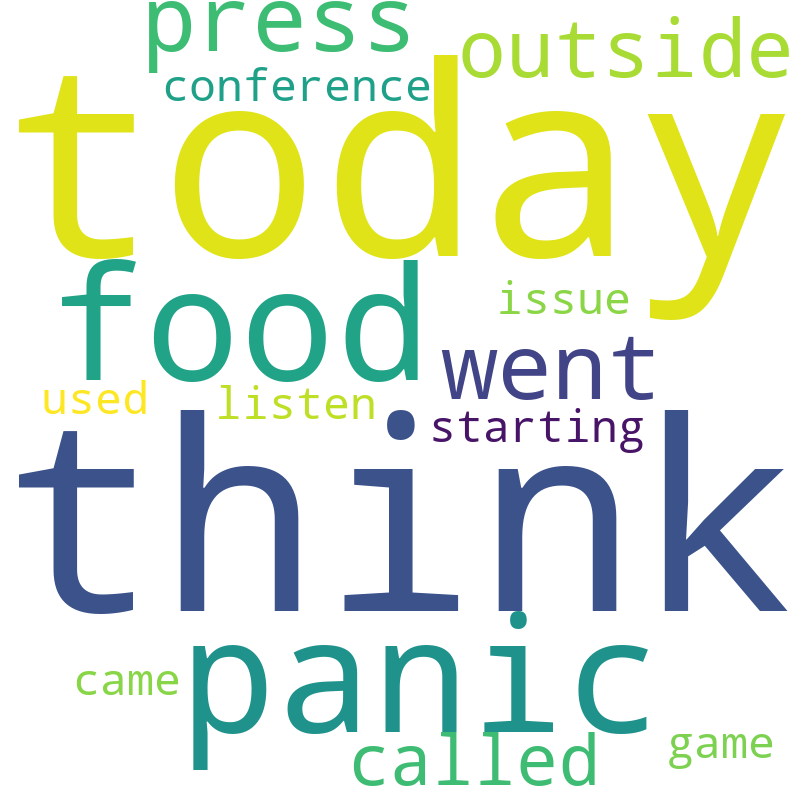 press
outside
conference
today
food
issue
went
used
listen
starting
think
panic
came
called
game